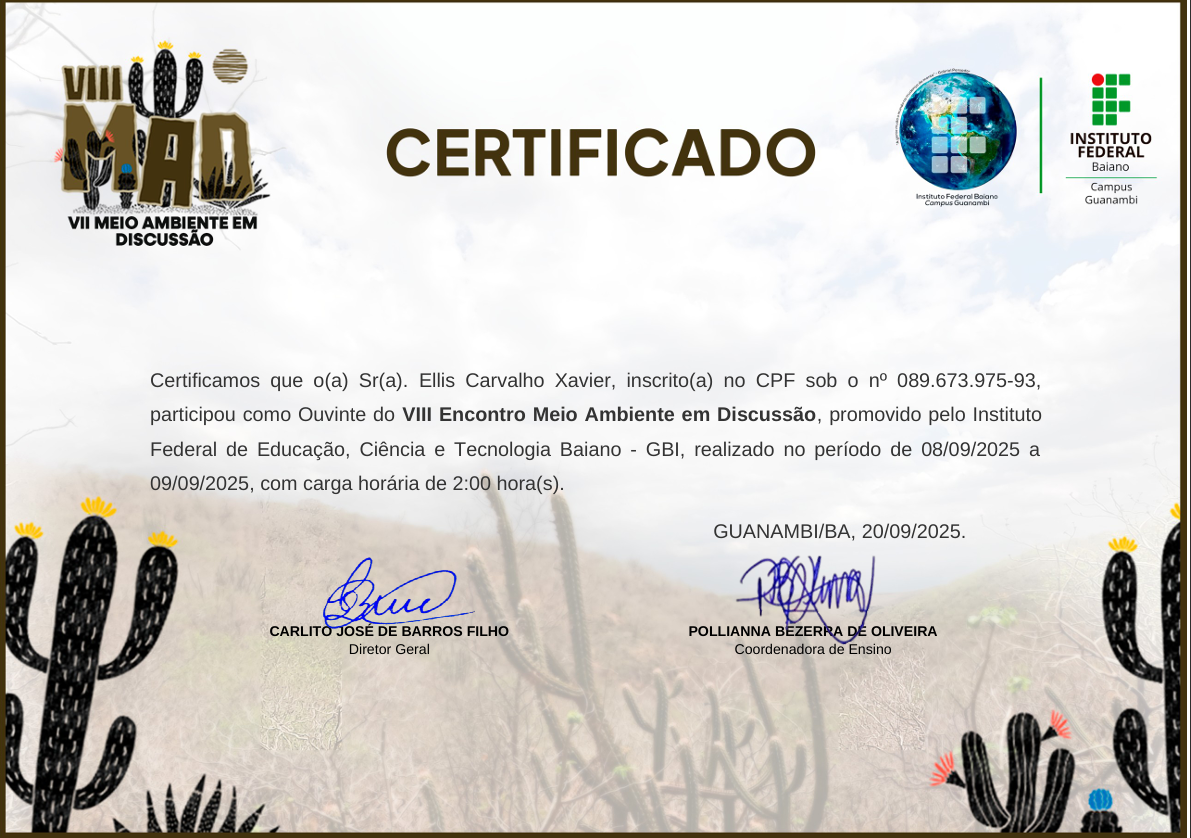 VIII
MAD
VII MEIO AMBIENTE EM
DISCUSSÃO
CERTIFICADO
Instituto Federal Baiano
Campus Guanambi
INSTITUTO
FEDERAL
Baiano
Campus
Guanambi
Certificamos que o(a) Sr(a). Ellis Carvalho Xavier, inscrito(a) no CPF sob o nº 089.673.975-93,
participou como Ouvinte do VIII Encontro Meio Ambiente em Discussão, promovido pelo Instituto
Federal de Educação, Ciência e Tecnologia Baiano - GBI, realizado no período de 08/09/2025 a
09/09/2025, com carga horária de 2:00 hora(s).
GUANAMBI/BA, 20/09/2025.
CARLITO JOSÉ DE BARROS FILHO
Diretor Geral
POLLIANNA BEZERRA DE OLIVEIRA
Coordenadora de Ensino